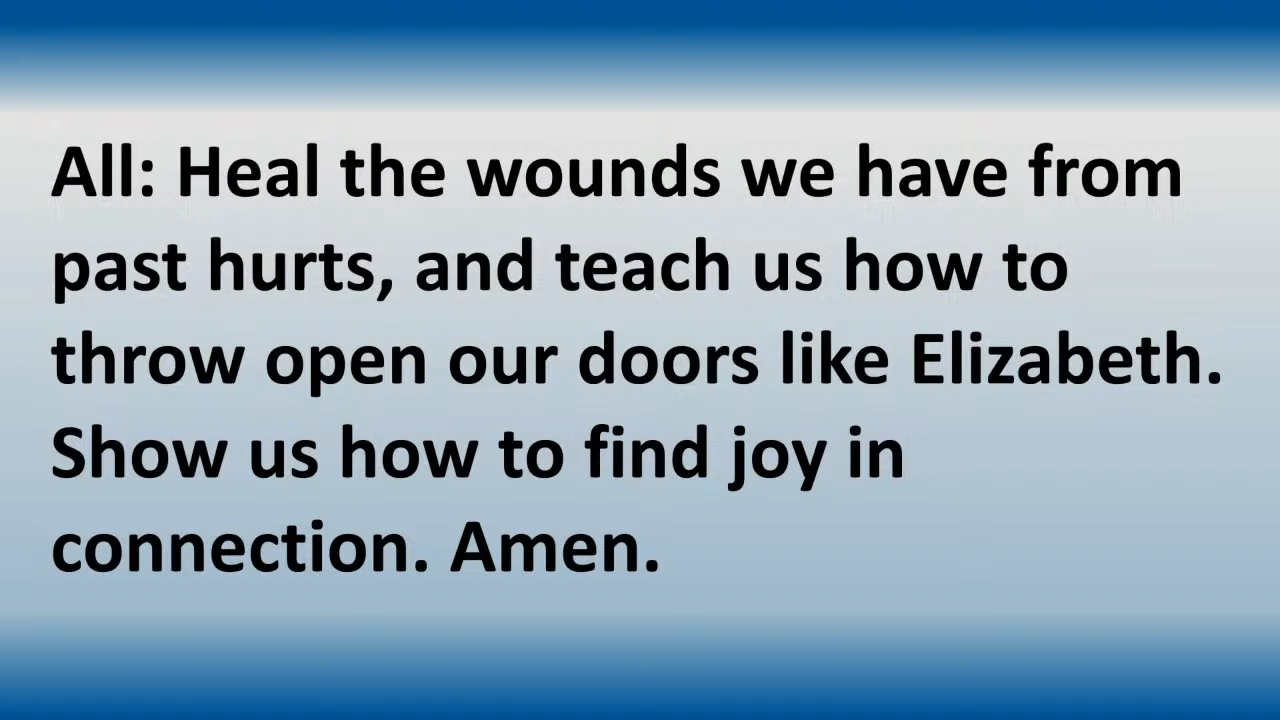 All: Heal the wounds we have from
past hurts, and teach us how to
throw open our doors like Elizabeth.
Show us how to find joy in
connection. Amen.